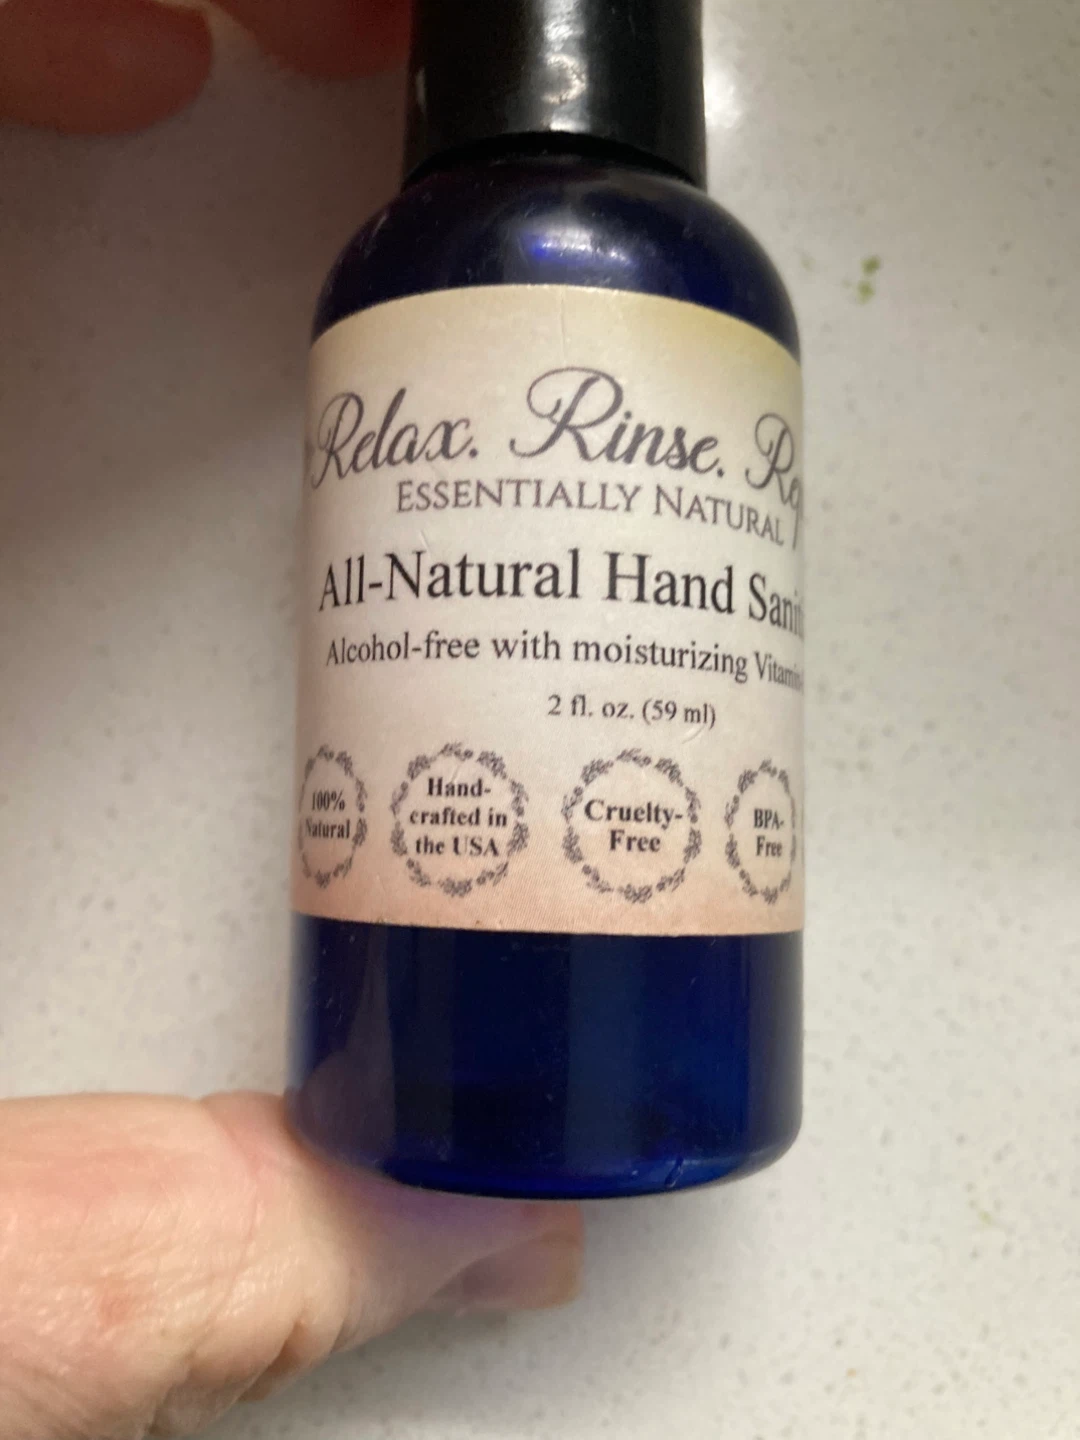 Relax. Rinse.
ESSENTIALLY NATURAL
All-Natural Hand
Alcohol-free with moisturizing
2 fl. oz. (59 ml)
100%
Natural
Hand-
crafted in
the USA
Cruelty-
Free
BPA-
Free